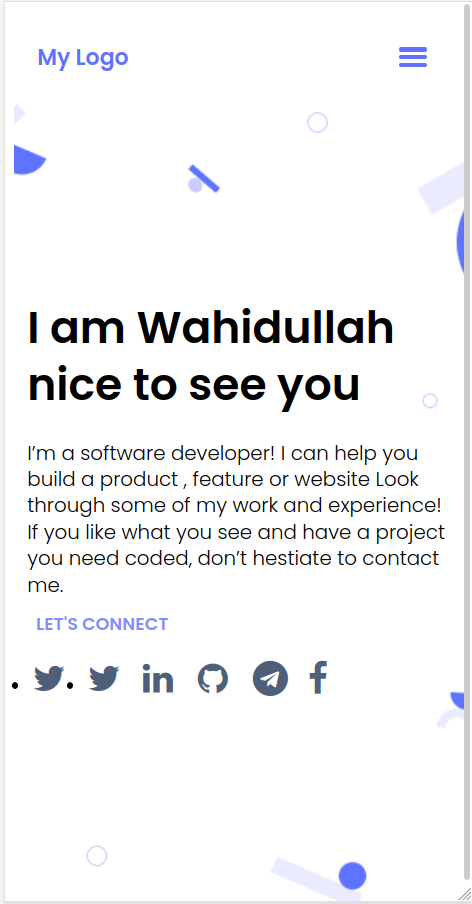 My Logo
I am Wahidullah
nice to see you
I’m a software developer! I can help you
build a product , feature or website Look
through some of my work and experience!
If you like what you see and have a project
you need coded, don’t hestiate to contact
me.
LET'S CONNECT